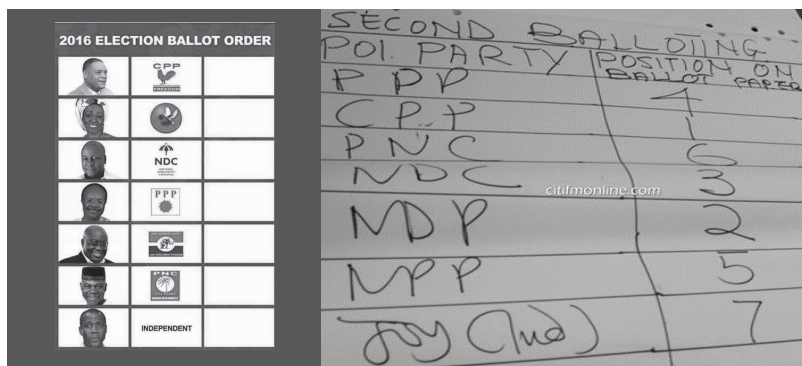 2016 ELECTION BALLOT ORDER
CPP
FREEDOM
NDC
PPP
PNC
INDEPENDENT
SECOND BALLOTING
POL. PARTY
POSITION ON
BALLOT PAPER
PPP 4
CPP 1
PNC 6
NDC 3
citifmonline.com
NDP 2
NPP 5
Joy (Ind) 7